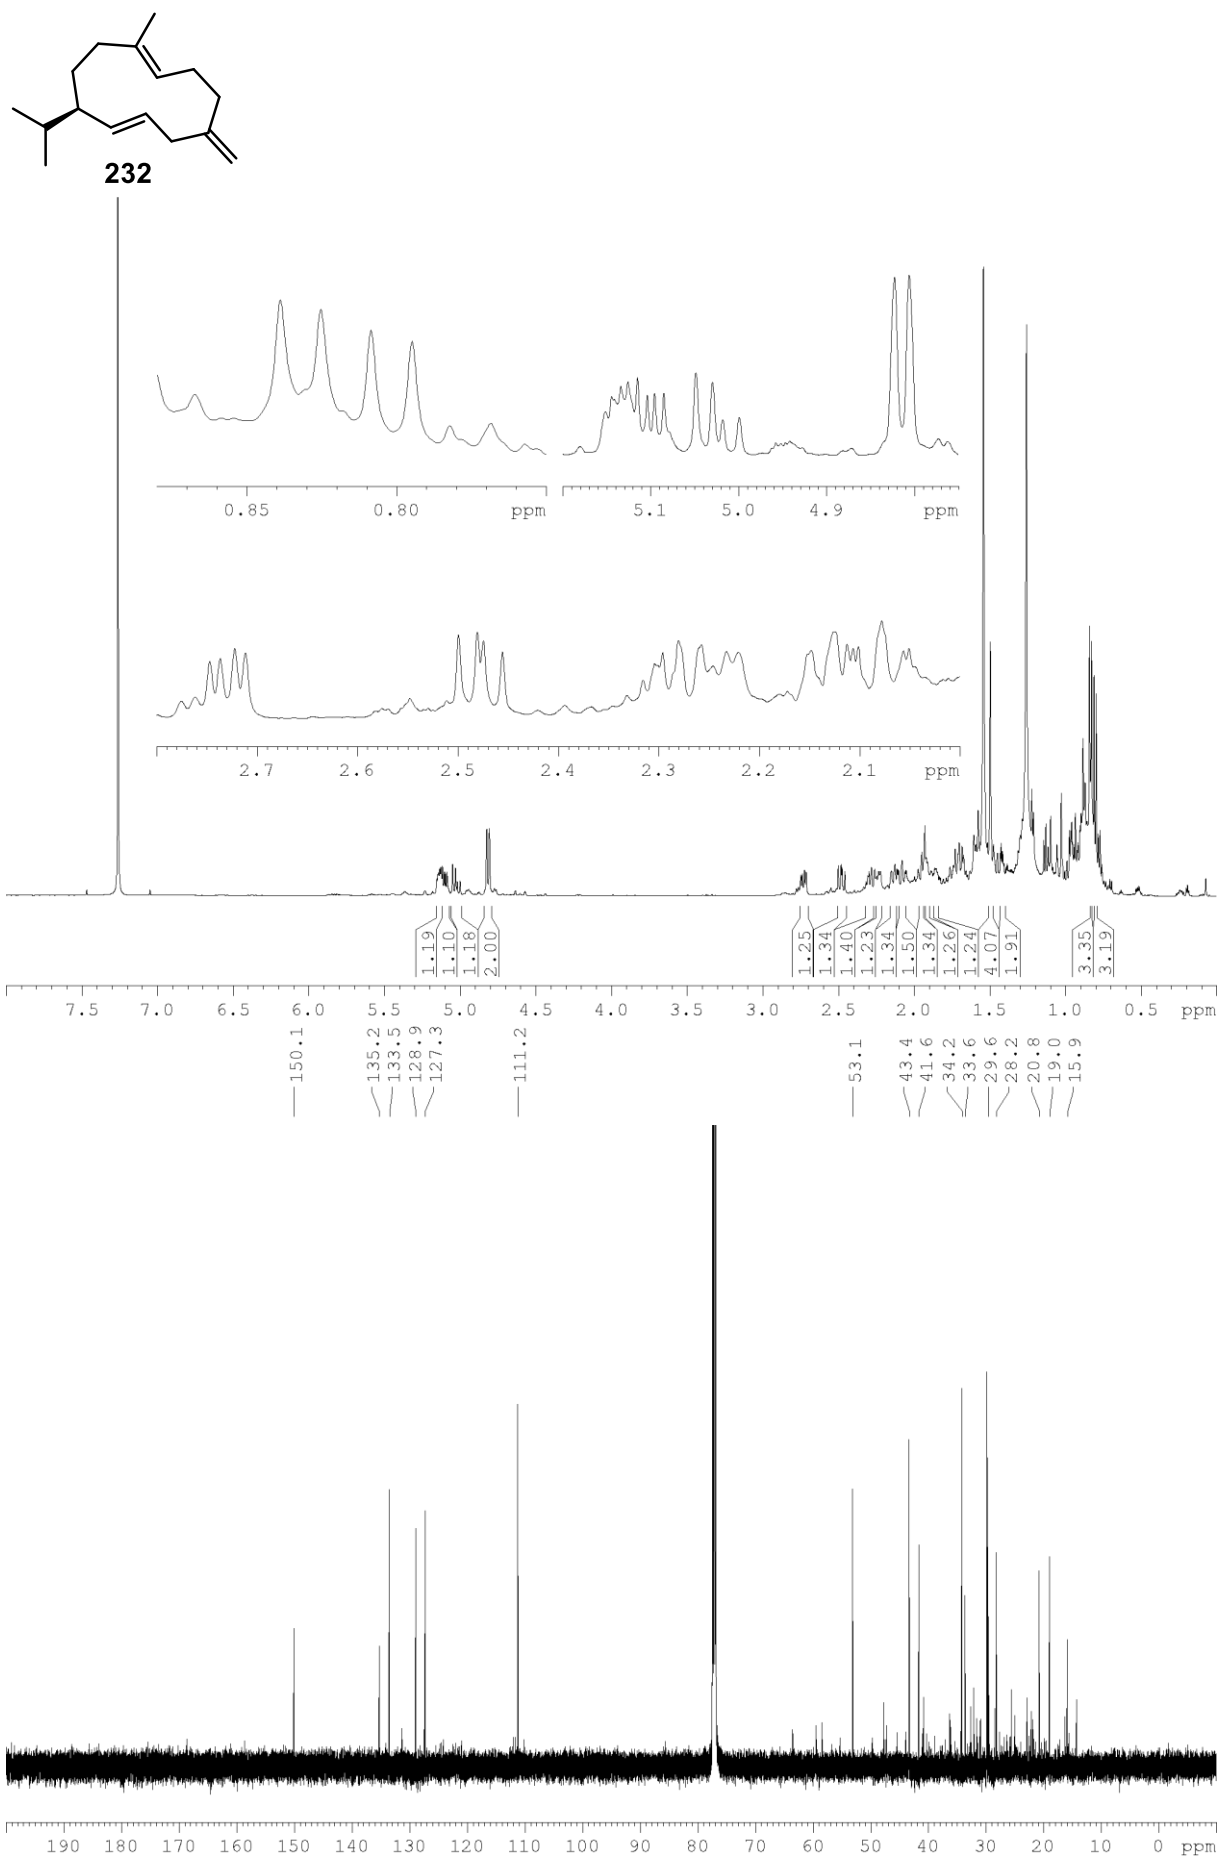 232
0.85 0.80 ppm
5.1 5.0 4.9 ppm
2.7 2.6 2.5 2.4 2.3 2.2 2.1 ppm
1.19 1.10 1.18 2.00 1.25 1.34 1.40 1.23 1.34 1.50 1.34 1.26 1.24 4.07 1.91 3.35 3.19
7.5 7.0 6.5 6.0 5.5 5.0 4.5 4.0 3.5 3.0 2.5 2.0 1.5 1.0 0.5 ppm
150.1 135.2 133.5 128.9 127.3 111.2 53.1 43.4 41.6 34.2 33.6 29.6 28.2 20.8 19.0 15.9
190 180 170 160 150 140 130 120 110 100 90 80 70 60 50 40 30 20 10 0 ppm